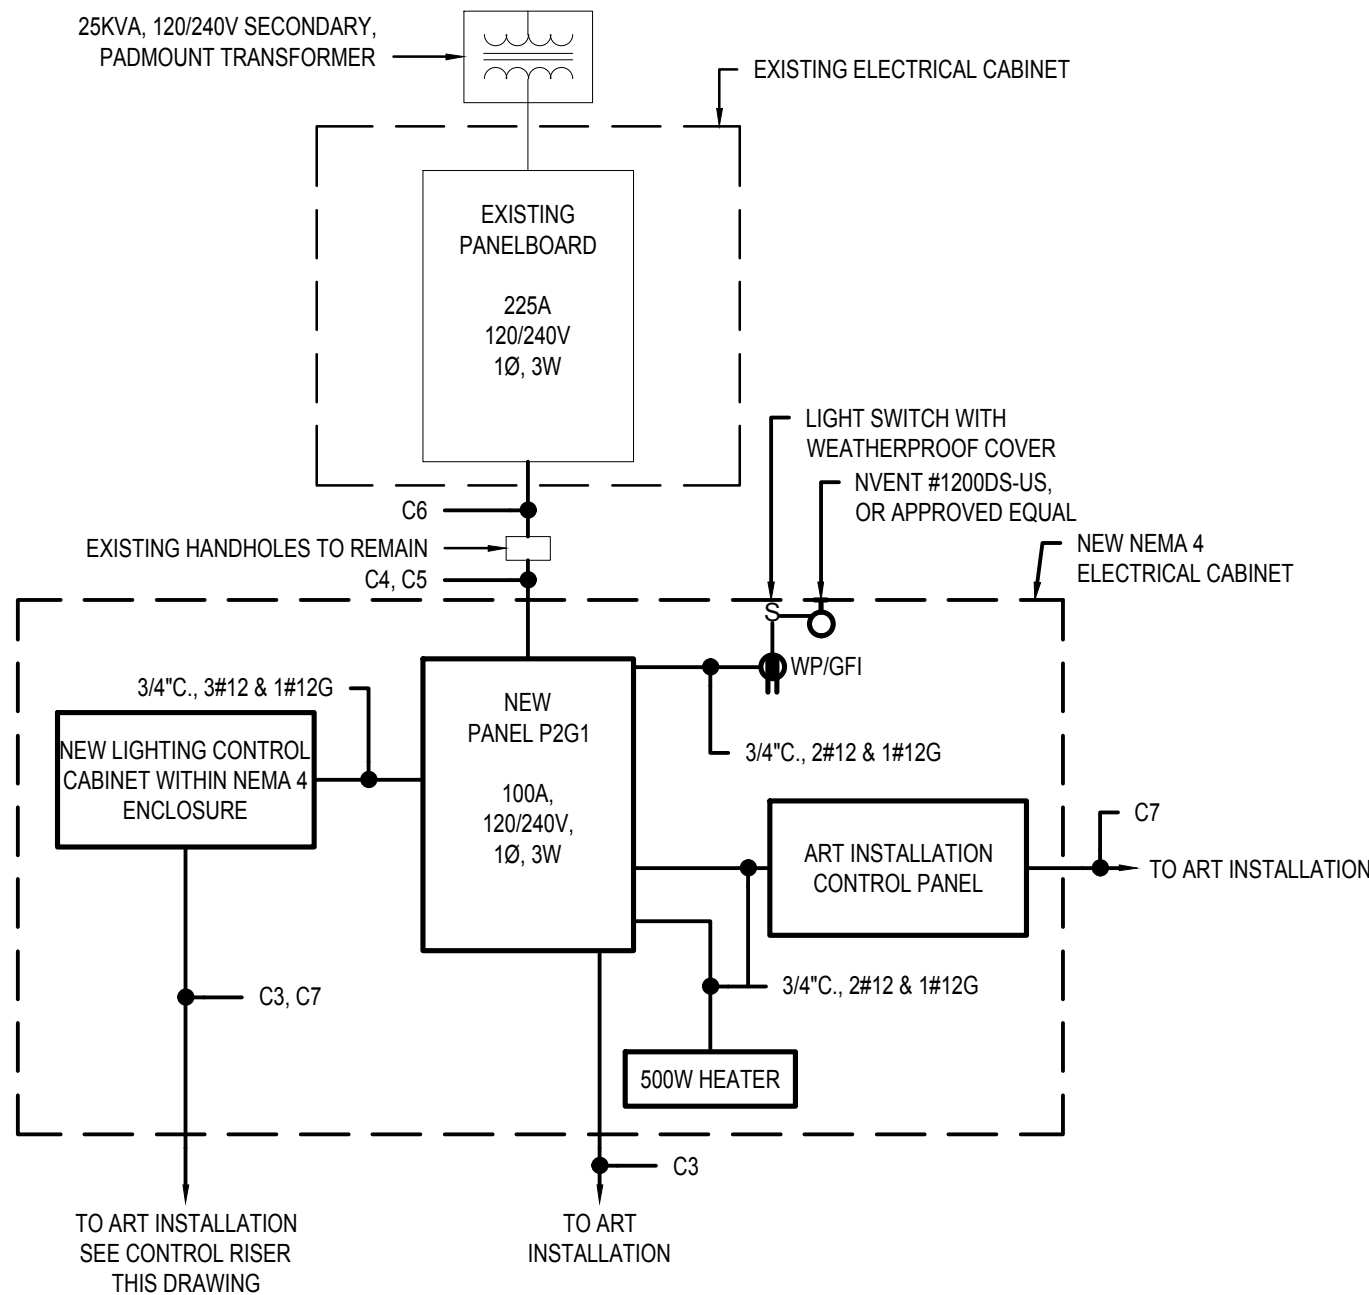 25KVA, 120/240V SECONDARY,
PADMOUNT TRANSFORMER
EXISTING ELECTRICAL CABINET
EXISTING
PANELBOARD
225A
120/240V
1Ø, 3W
LIGHT SWITCH WITH
WEATHERPROOF COVER
NVENT #1200DS-US,
OR APPROVED EQUAL
C6
EXISTING HANDHOLES TO REMAIN
C4, C5
NEW NEMA 4
ELECTRICAL CABINET
S
WP/GFI
3/4"C., 3#12 & 1#12G
NEW LIGHTING CONTROL
CABINET WITHIN NEMA 4
ENCLOSURE
NEW
PANEL P2G1
100A,
120/240V,
1Ø, 3W
3/4"C., 2#12 & 1#12G
ART INSTALLATION
CONTROL PANEL
C7
TO ART INSTALLATION
C3, C7
3/4"C., 2#12 & 1#12G
500W HEATER
C3
TO ART INSTALLATION
SEE CONTROL RISER
THIS DRAWING
TO ART
INSTALLATION